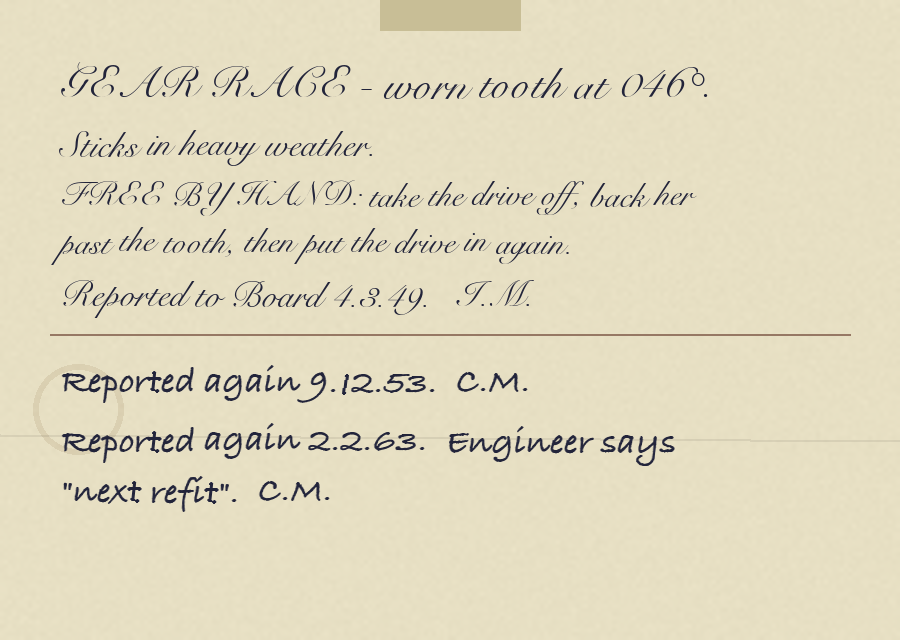 GEAR RACE - worn tooth at 046°.
Sticks in heavy weather.
FREE BY HAND: take the drive off, back her
past the tooth, then put the drive in again.
Reported to Board 4.3.49. I.M.
Reported again 9.12.53. C.M.
Reported again 2.2.63. Engineer says
"next refit". C.M.